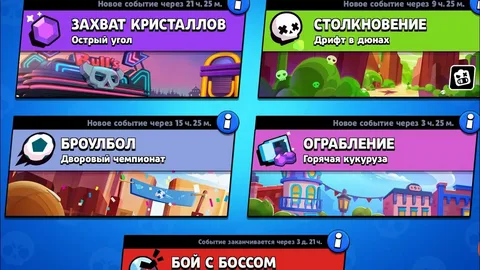 Новое событие через 21 ч. 25 м.
ЗАХВАТ КРИСТАЛЛОВ
Острый угол
Новое событие через 9 ч. 25 м.
СТОЛКНОВЕНИЕ
Дрифт в дюнах
Новое событие через 15 ч. 25 м.
БРОУЛБОЛ
Дворовый чемпионат
Новое событие через 3 ч. 25 м.
ОГРАБЛЕНИЕ
Горячая кукуруза
Событие заканчивается через 3 д. 21 ч.
БОЙ С БОССОМ